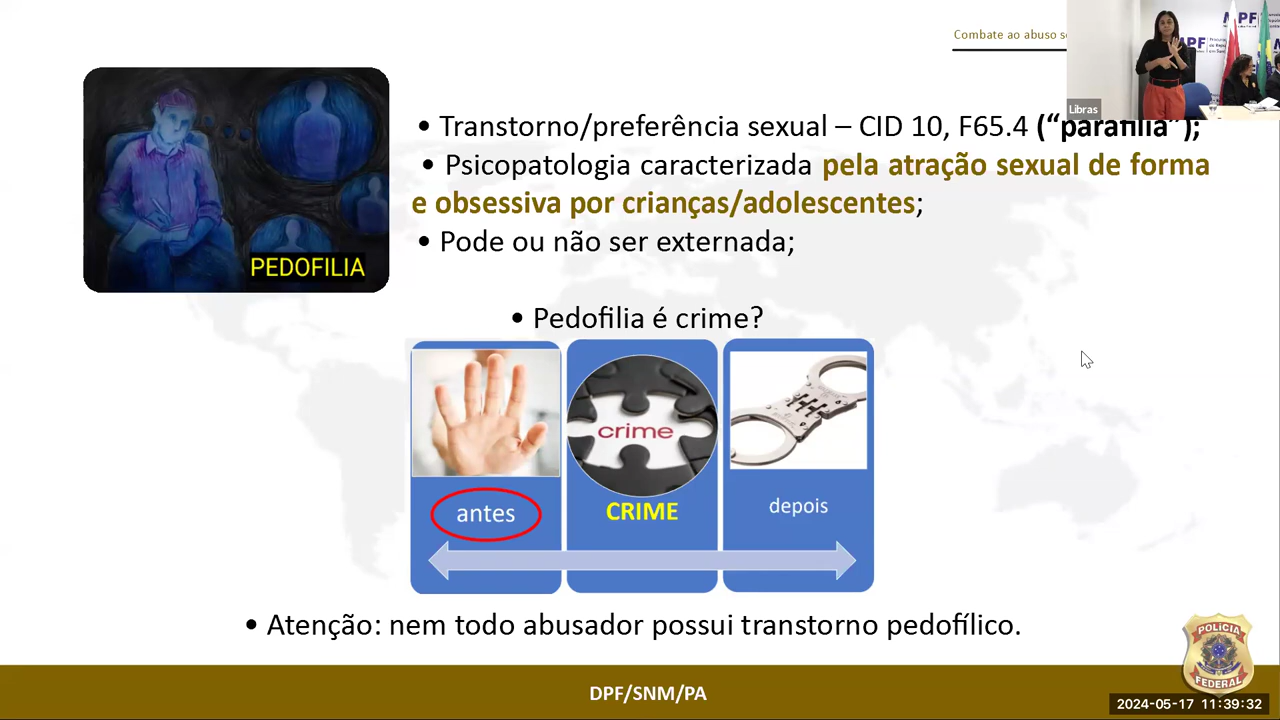 Combate ao abuso
MPF
MPF
Libras
PEDOFILIA
• Transtorno/preferência sexual – CID 10, F65.4 (“parafilia”);
• Psicopatologia caracterizada pela atração sexual de forma
e obsessiva por crianças/adolescentes;
• Pode ou não ser externada;
• Pedofilia é crime?
crime
antes
CRIME
depois
• Atenção: nem todo abusador possui transtorno pedofílico.
POLÍCIA
FEDERAL
DPF/SNM/PA
2024-05-17 11:39:32